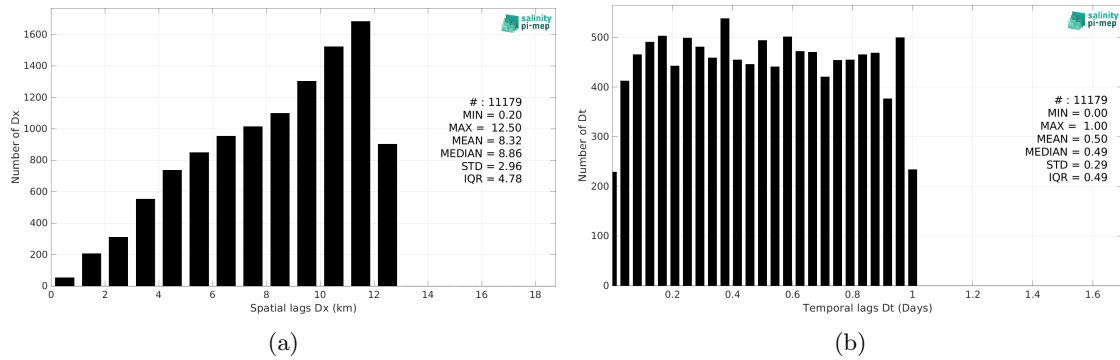 1600
1400
1200
1000
800
600
400
200
0
Number of Dx
salinity
pi-mep
# : 11179
MIN = 0.20
MAX = 12.50
MEAN = 8.32
MEDIAN = 8.86
STD = 2.96
IQR = 4.78
0 2 4 6 8 10 12 14 16 18
Spatial lags Dx (km)
(a)
500
400
300
200
100
0
Number of Dt
salinity
pi-mep
# : 11179
MIN = 0.00
MAX = 1.00
MEAN = 0.50
MEDIAN = 0.49
STD = 0.29
IQR = 0.49
0.2 0.4 0.6 0.8 1 1.2 1.4 1.6
Temporal lags Dt (Days)
(b)